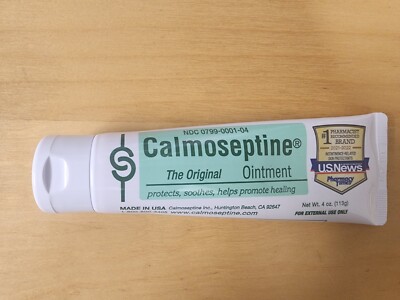 NDC 0799-0001-04
Calmoseptine®
The Original Ointment
protects, soothes, helps promote healing
MADE IN USA Calmoseptine Inc., Huntington Beach, CA 92647
www.calmoseptine.com
#1
PHARMACIST
RECOMMENDED
BRAND
U.S.News
Pharmacy
Times
Net Wt. 4 oz. (113g)
FOR EXTERNAL USE ONLY